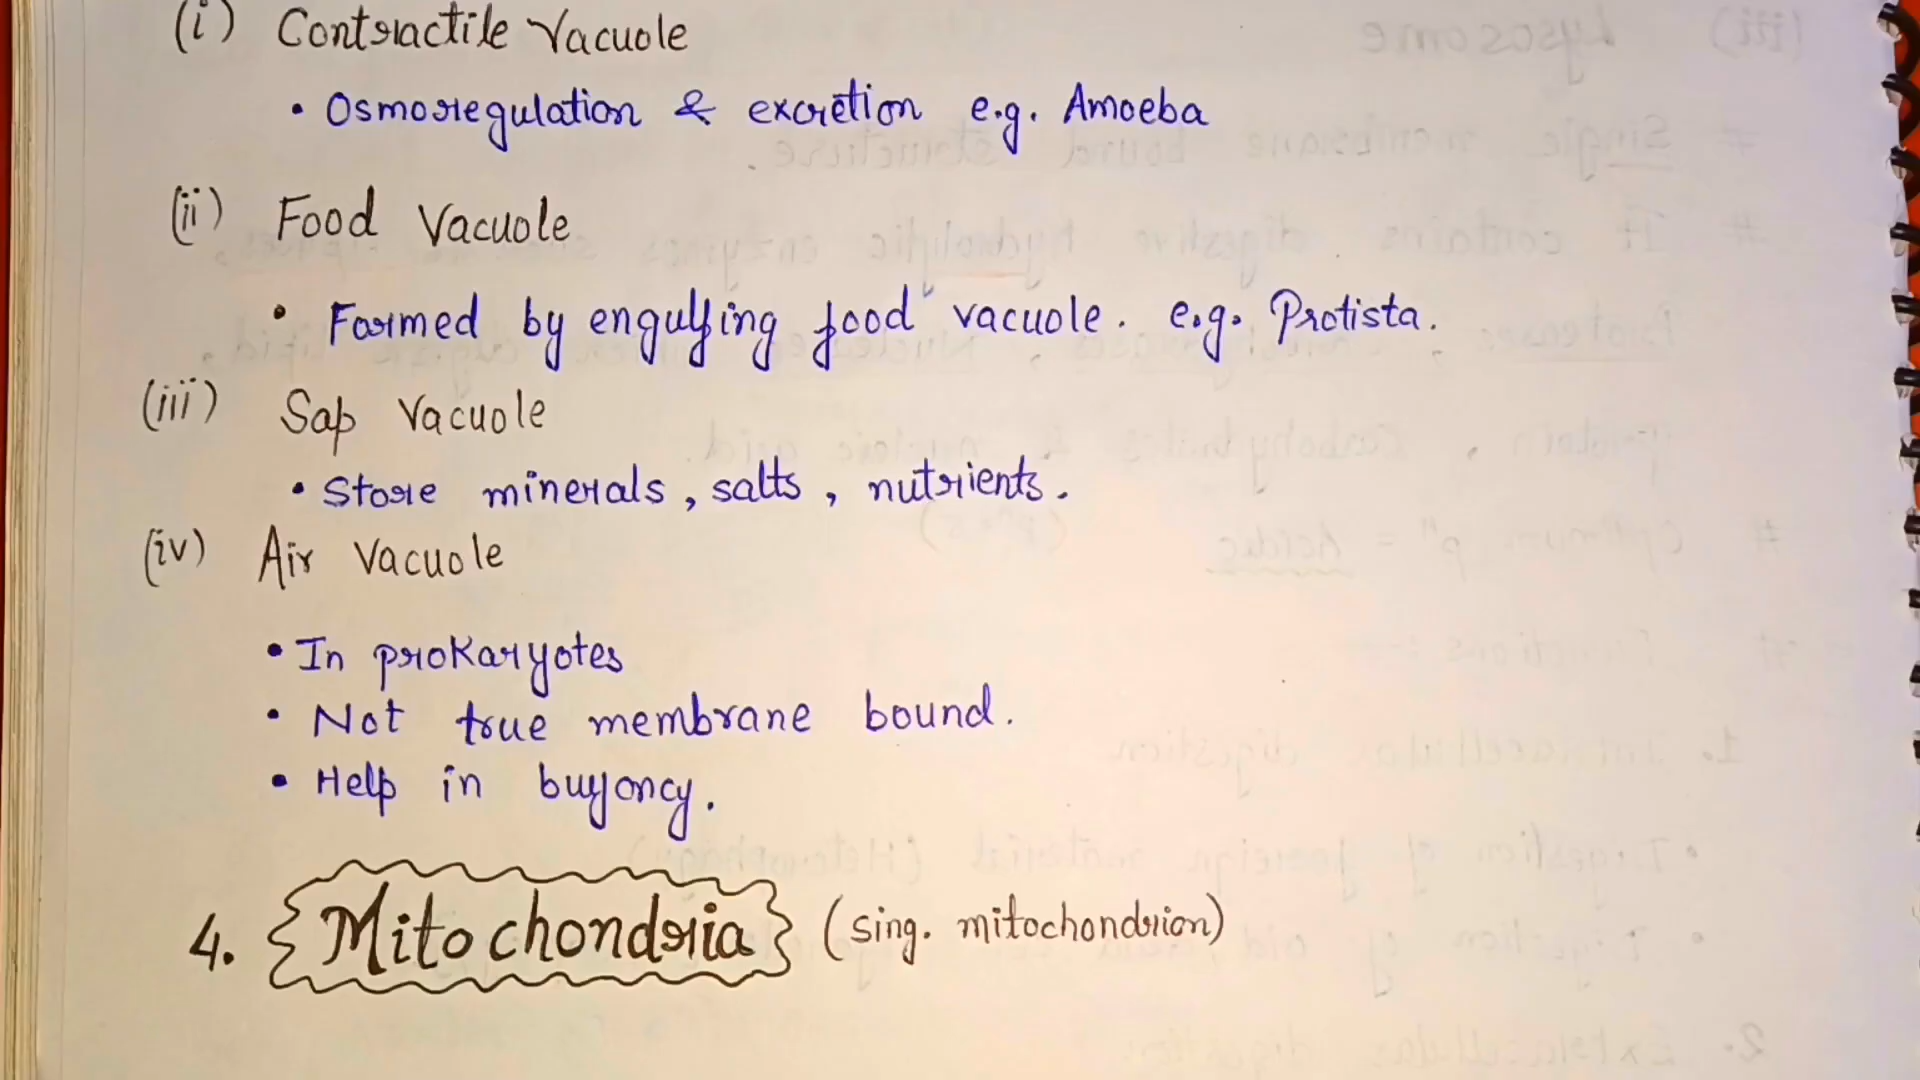 (i) Contractile Vacuole
• Osmoregulation & excretion e.g. Amoeba
(ii) Food Vacuole
• Formed by engulfing food vacuole. e.g. Protista.
(iii) Sap Vacuole
• Store minerals, salts, nutrients.
(iv) Air Vacuole
• In prokaryotes
• Not true membrane bound.
• Help in buyoncy.
4. Mitochondria (sing. mitochondrion)